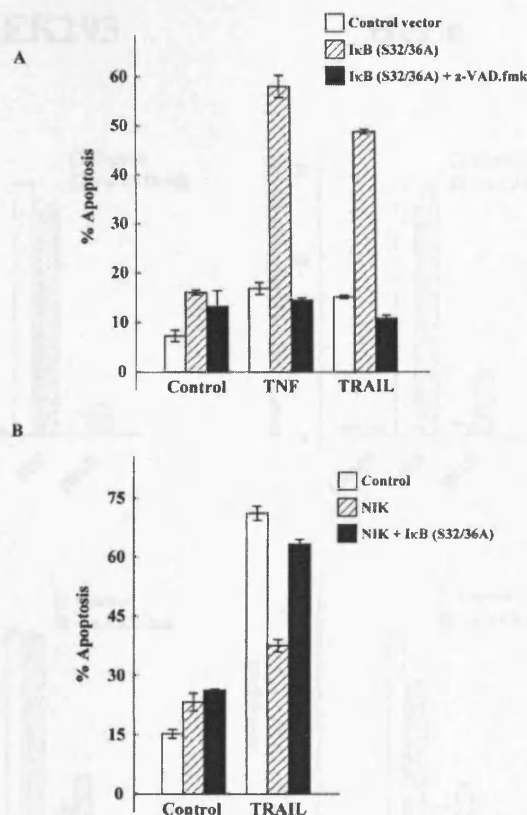 A
Control vector
IκB (S32/36A)
IκB (S32/36A) + z-VAD.fmk
% Apoptosis
60
50
40
30
20
10
0
Control TNF TRAIL
B
Control
NIK
NIK + IκB (S32/36A)
% Apoptosis
75
60
45
30
15
0
Control TRAIL